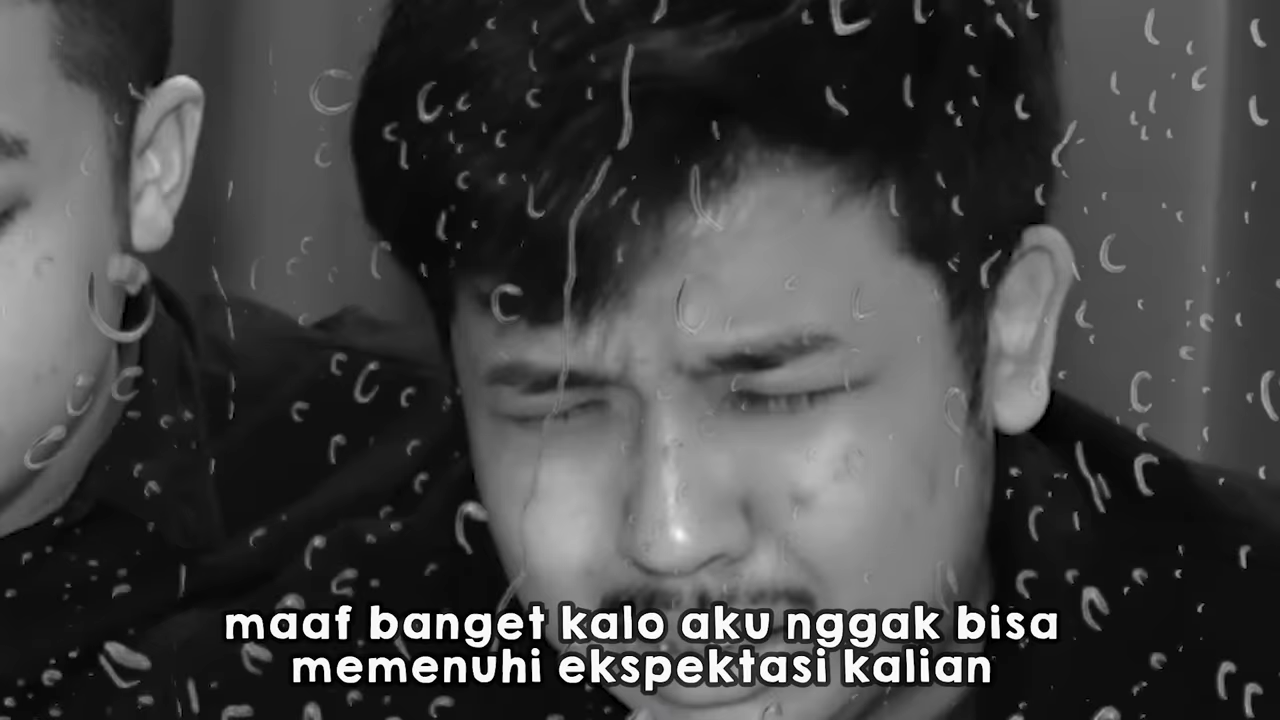 maaf banget kalo aku nggak bisa
memenuhi ekspektasi kalian